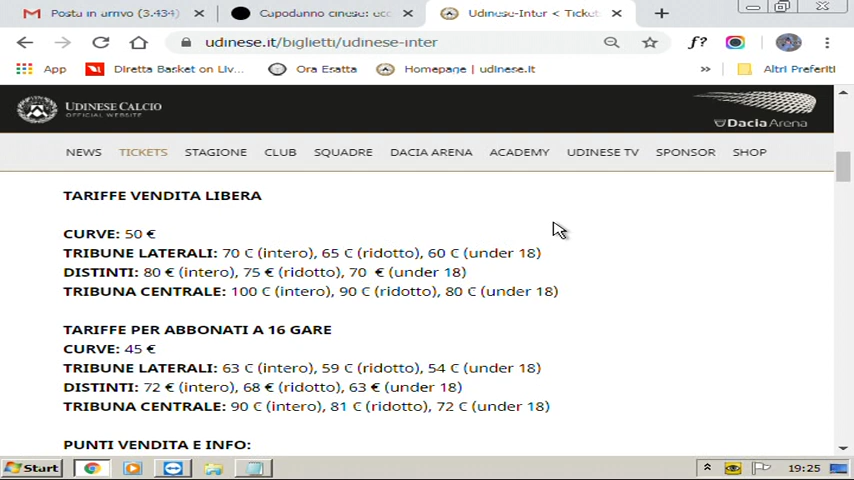 Posta in arrivo (3.434)
Capodanno cinese: ecc
Udinese-Inter < Ticket
udinese.it/biglietti/udinese-inter
f?
App
Diretta Basket on Li...
Ora Esatta
Homepage | udinese.it
»
Altri Preferiti
UDINESE CALCIO
OFFICIAL WEBSITE
Dacia Arena
NEWS
TICKETS
STAGIONE
CLUB
SQUADRE
DACIA ARENA
ACADEMY
UDINESE TV
SPONSOR
SHOP
TARIFFE VENDITA LIBERA
CURVE: 50 €
TRIBUNE LATERALI: 70 € (intero), 65 € (ridotto), 60 € (under 18)
DISTINTI: 80 € (intero), 75 € (ridotto), 70 € (under 18)
TRIBUNA CENTRALE: 100 € (intero), 90 € (ridotto), 80 € (under 18)
TARIFFE PER ABBONATI A 16 GARE
CURVE: 45 €
TRIBUNE LATERALI: 63 € (intero), 59 € (ridotto), 54 € (under 18)
DISTINTI: 72 € (intero), 68 € (ridotto), 63 € (under 18)
TRIBUNA CENTRALE: 90 € (intero), 81 € (ridotto), 72 € (under 18)
PUNTI VENDITA E INFO:
Start
19:25